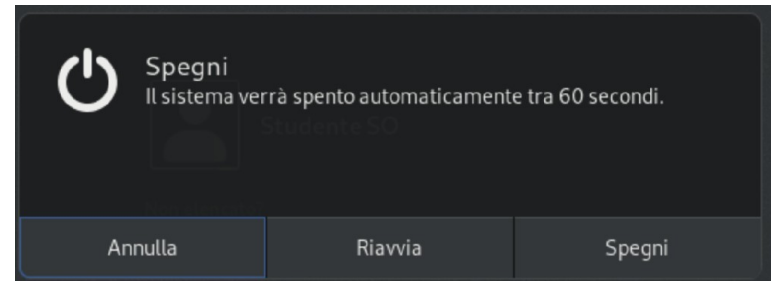 Spegni
Il sistema verrà spento automaticamente tra 60 secondi.
Studente SO
Annulla
Riavvia
Spegni